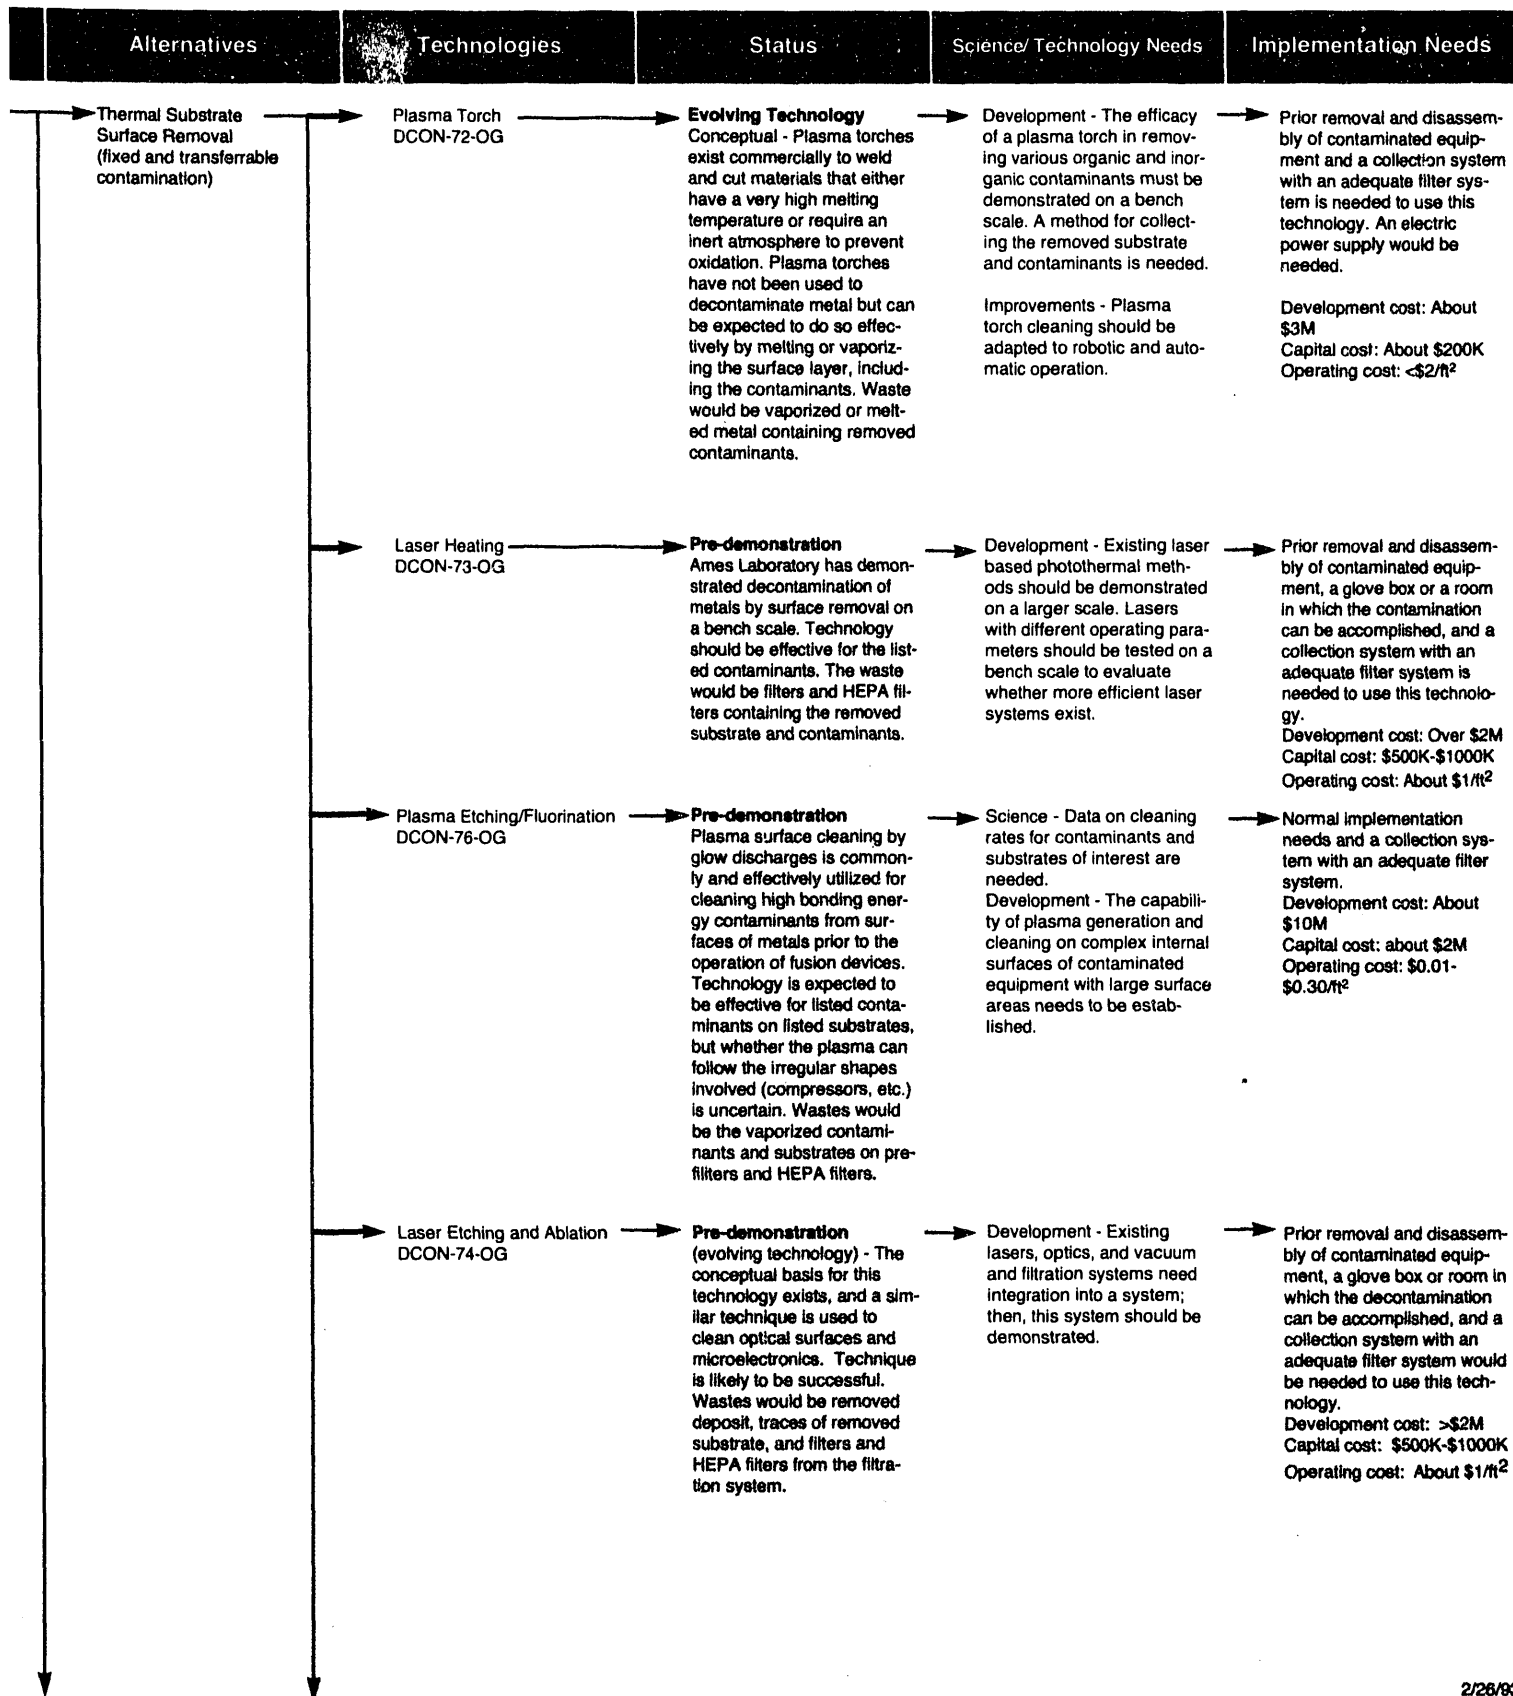 Alternatives
Technologies
Status
Science/Technology Needs
Implementation Needs
Thermal Substrate
Surface Removal
(fixed and transferrable
contamination)
Plasma Torch
DCON-72-OG
Evolving Technology
Conceptual - Plasma torches
exist commercially to weld
and cut materials that either
have a very high melting
temperature or require an
inert atmosphere to prevent
oxidation. Plasma torches
have not been used to
decontaminate metal but can
be expected to do so effec-
tively by melting or vaporiz-
ing the surface layer, includ-
ing the contaminants. Waste
would be vaporized or melt-
ed metal containing removed
contaminants.
Development - The efficacy
of a plasma torch in remov-
ing various organic and inor-
ganic contaminants must be
demonstrated on a bench
scale. A method for collect-
ing the removed substrate
and contaminants is needed.
Improvements - Plasma
torch cleaning should be
adapted to robotic and auto-
matic operation.
Prior removal and disassem-
bly of contaminated equip-
ment and a collection system
with an adequate filter sys-
tem is needed to use this
technology. An electric
power supply would be
needed.
Development cost: About
$3M
Capital cost: About $200K
Operating cost: <$2/ft²
Laser Heating
DCON-73-OG
Pre-demonstration
Ames Laboratory has demon-
strated decontamination of
metals by surface removal on
a bench scale. Technology
should be effective for the list-
ed contaminants. The waste
would be filters and HEPA fil-
ters containing the removed
substrate and contaminants.
Development - Existing laser
based photothermal meth-
ods should be demonstrated
on a larger scale. Lasers
with different operating para-
meters should be tested on a
bench scale to evaluate
whether more efficient laser
systems exist.
Prior removal and disassem-
bly of contaminated equip-
ment, a glove box or a room
in which the contamination
can be accomplished, and a
collection system with an
adequate filter system is
needed to use this technolo-
gy.
Development cost: Over $2M
Capital cost: $500K-$1000K
Operating cost: About $1/ft²
Plasma Etching/Fluorination
DCON-76-OG
Pre-demonstration
Plasma surface cleaning by
glow discharges is common-
ly and effectively utilized for
cleaning high bonding ener-
gy contaminants from sur-
faces of metals prior to the
operation of fusion devices.
Technology is expected to
be effective for listed conta-
minants on listed substrates,
but whether the plasma can
follow the irregular shapes
involved (compressors, etc.)
is uncertain. Wastes would
be the vaporized contami-
nants and substrates on pre-
filters and HEPA filters.
Science - Data on cleaning
rates for contaminants and
substrates of interest are
needed.
Development - The capabili-
ty of plasma generation and
cleaning on complex internal
surfaces of contaminated
equipment with large surface
areas needs to be estab-
lished.
Normal implementation
needs and a collection sys-
tem with an adequate filter
system.
Development cost: About
$10M
Capital cost: about $2M
Operating cost: $0.01-
$0.30/ft²
Laser Etching and Ablation
DCON-74-OG
Pre-demonstration
(evolving technology) - The
conceptual basis for this
technology exists, and a sim-
ilar technique is used to
clean optical surfaces and
microelectronics. Technique
is likely to be successful.
Wastes would be removed
deposit, traces of removed
substrate, and filters and
HEPA filters from the filtra-
tion system.
Development - Existing
lasers, optics, and vacuum
and filtration systems need
integration into a system;
then, this system should be
demonstrated.
Prior removal and disassem-
bly of contaminated equip-
ment, a glove box or room in
which the decontamination
can be accomplished, and a
collection system with an
adequate filter system would
be needed to use this tech-
nology.
Development cost: >$2M
Capital cost: $500K-$1000K
Operating cost: About $1/ft²
2/26/93